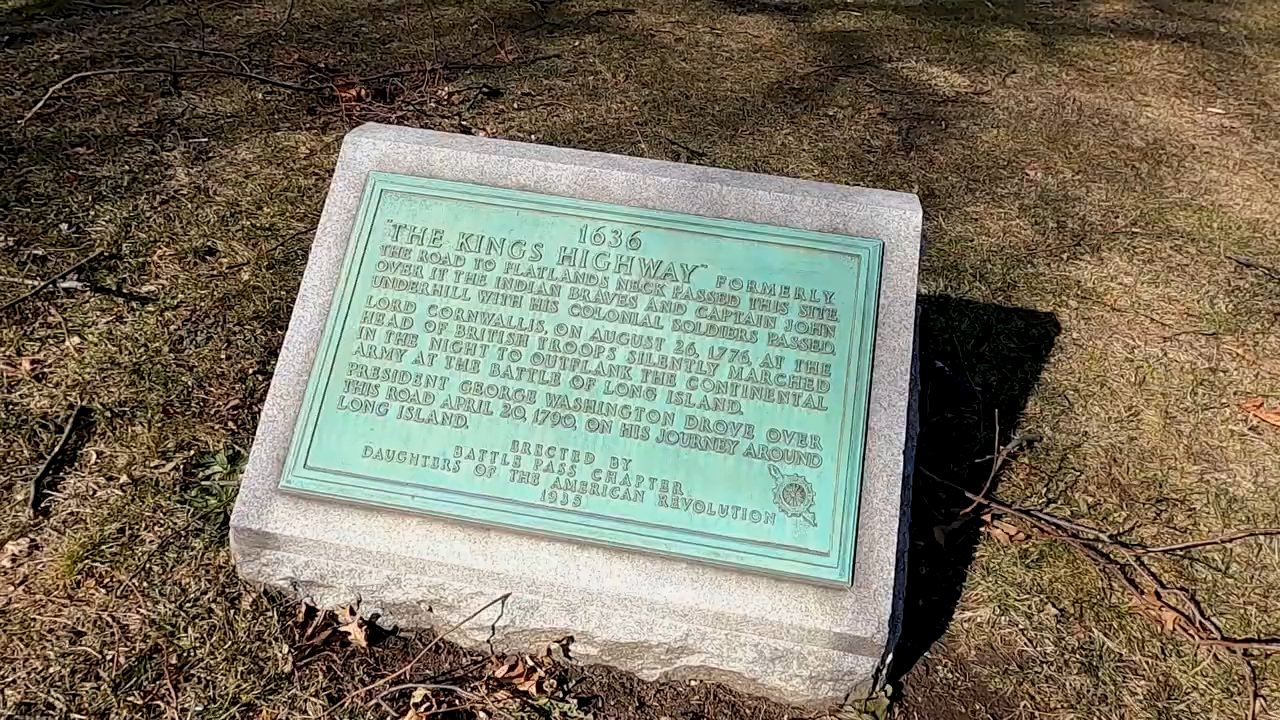 1636
"THE KINGS HIGHWAY" FORMERLY
THE ROAD TO FLATLANDS NECK PASSED THIS SITE.
OVER IT THE INDIAN BRAVES AND CAPTAIN JOHN
UNDERHILL WITH HIS COLONIAL SOLDIERS PASSED.
LORD CORNWALLIS, ON AUGUST 26, 1776, AT THE
HEAD OF BRITISH TROOPS SILENTLY MARCHED
IN THE NIGHT TO OUTFLANK THE CONTINENTAL
ARMY AT THE BATTLE OF LONG ISLAND.
PRESIDENT GEORGE WASHINGTON DROVE OVER
THIS ROAD APRIL 20, 1790, ON HIS JOURNEY AROUND
LONG ISLAND.
ERECTED BY
BATTLE PASS CHAPTER
DAUGHTERS OF THE AMERICAN REVOLUTION
1935